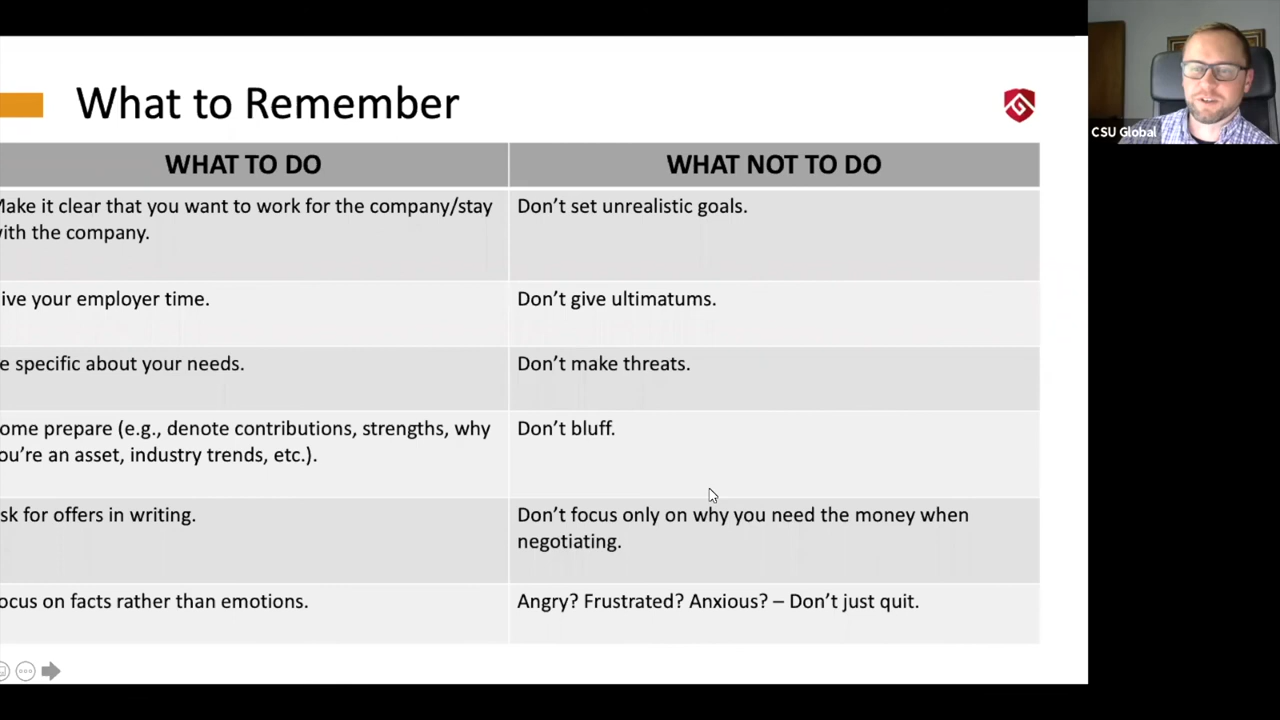 What to Remember
CSU Global
WHAT TO DO
WHAT NOT TO DO
Make it clear that you want to work for the company/stay
with the company.
Don't set unrealistic goals.
ive your employer time.
Don't give ultimatums.
e specific about your needs.
Don't make threats.
ome prepare (e.g., denote contributions, strengths, why
ou're an asset, industry trends, etc.).
Don't bluff.
sk for offers in writing.
Don't focus only on why you need the money when
negotiating.
ocus on facts rather than emotions.
Angry? Frustrated? Anxious? – Don't just quit.